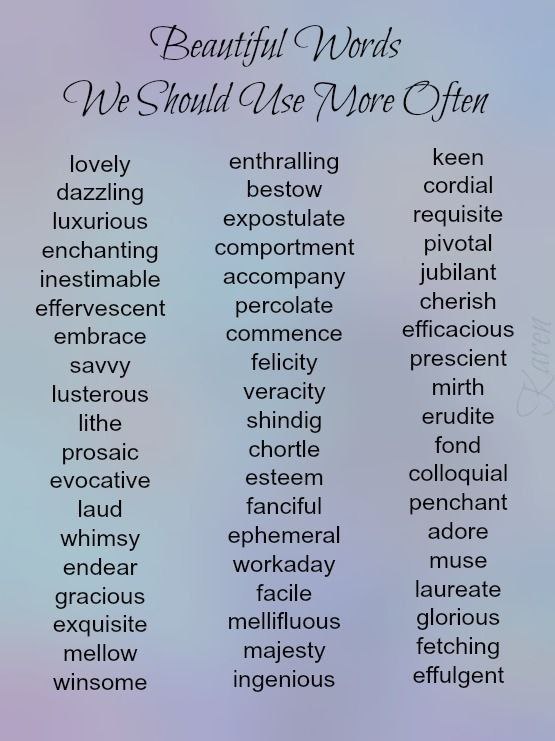 Beautiful Words
We Should Use More Often
lovely
dazzling
luxurious
enchanting
inestimable
effervescent
embrace
savvy
lusterous
lithe
prosaic
evocative
laud
whimsy
endear
gracious
exquisite
mellow
winsome
enthralling
bestow
expostulate
comportment
accompany
percolate
commence
felicity
veracity
shindig
chortle
esteem
fanciful
ephemeral
workaday
facile
mellifluous
majesty
ingenious
keen
cordial
requisite
pivotal
jubilant
cherish
efficacious
prescient
mirth
erudite
fond
colloquial
penchant
adore
muse
laureate
glorious
fetching
effulgent
Karen